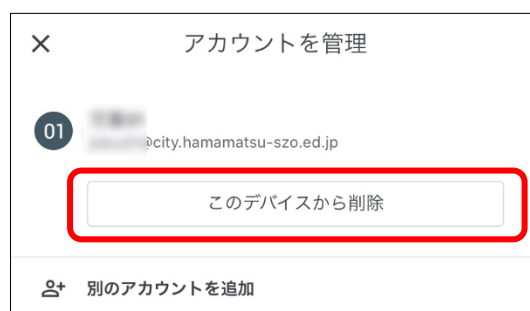 × アカウントを管理
01
@city.hamamatsu-szo.ed.jp
このデバイスから削除
別のアカウントを追加